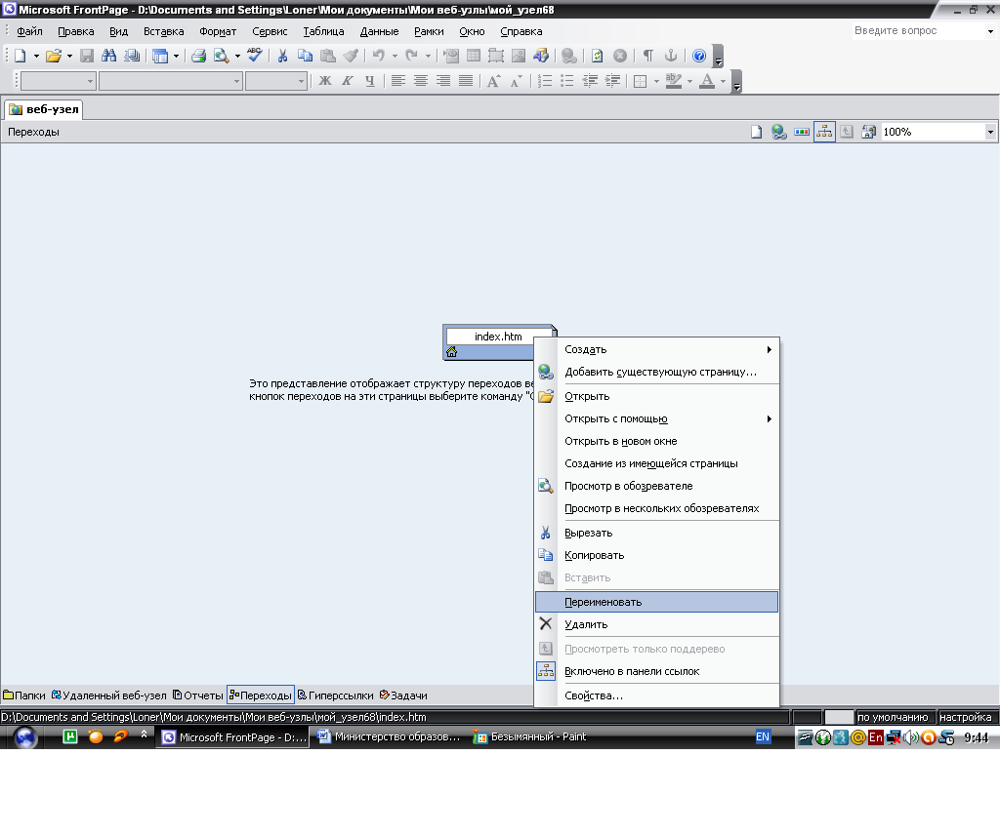 Microsoft FrontPage - D:\Documents and Settings\Loner\Мои документы\Мои веб-узлы\мой_узел68
Файл Правка Вид Вставка Формат Сервис Таблица Данные Рамки Окно Справка
Введите вопрос
Ж К Ч
веб-узел
Переходы
100%
index.htm
Это представление отображает структуру переходов ве
кнопок переходов на эти страницы выберите команду "С
Создать
Добавить существующую страницу...
Открыть
Открыть с помощью
Открыть в новом окне
Создание из имеющейся страницы
Просмотр в обозревателе
Просмотр в нескольких обозревателях
Вырезать
Копировать
Вставить
Переименовать
Удалить
Просмотреть только поддерево
Включено в панели ссылок
Свойства...
Папки Удаленный веб-узел Отчеты Переходы Гиперссылки Задачи
D:\Documents and Settings\Loner\Мои документы\Мои веб-узлы\мой_узел68\index.htm
по умолчанию настройка
Microsoft FrontPage - D:... Министерство образов... Безымянный - Paint EN En 9:44